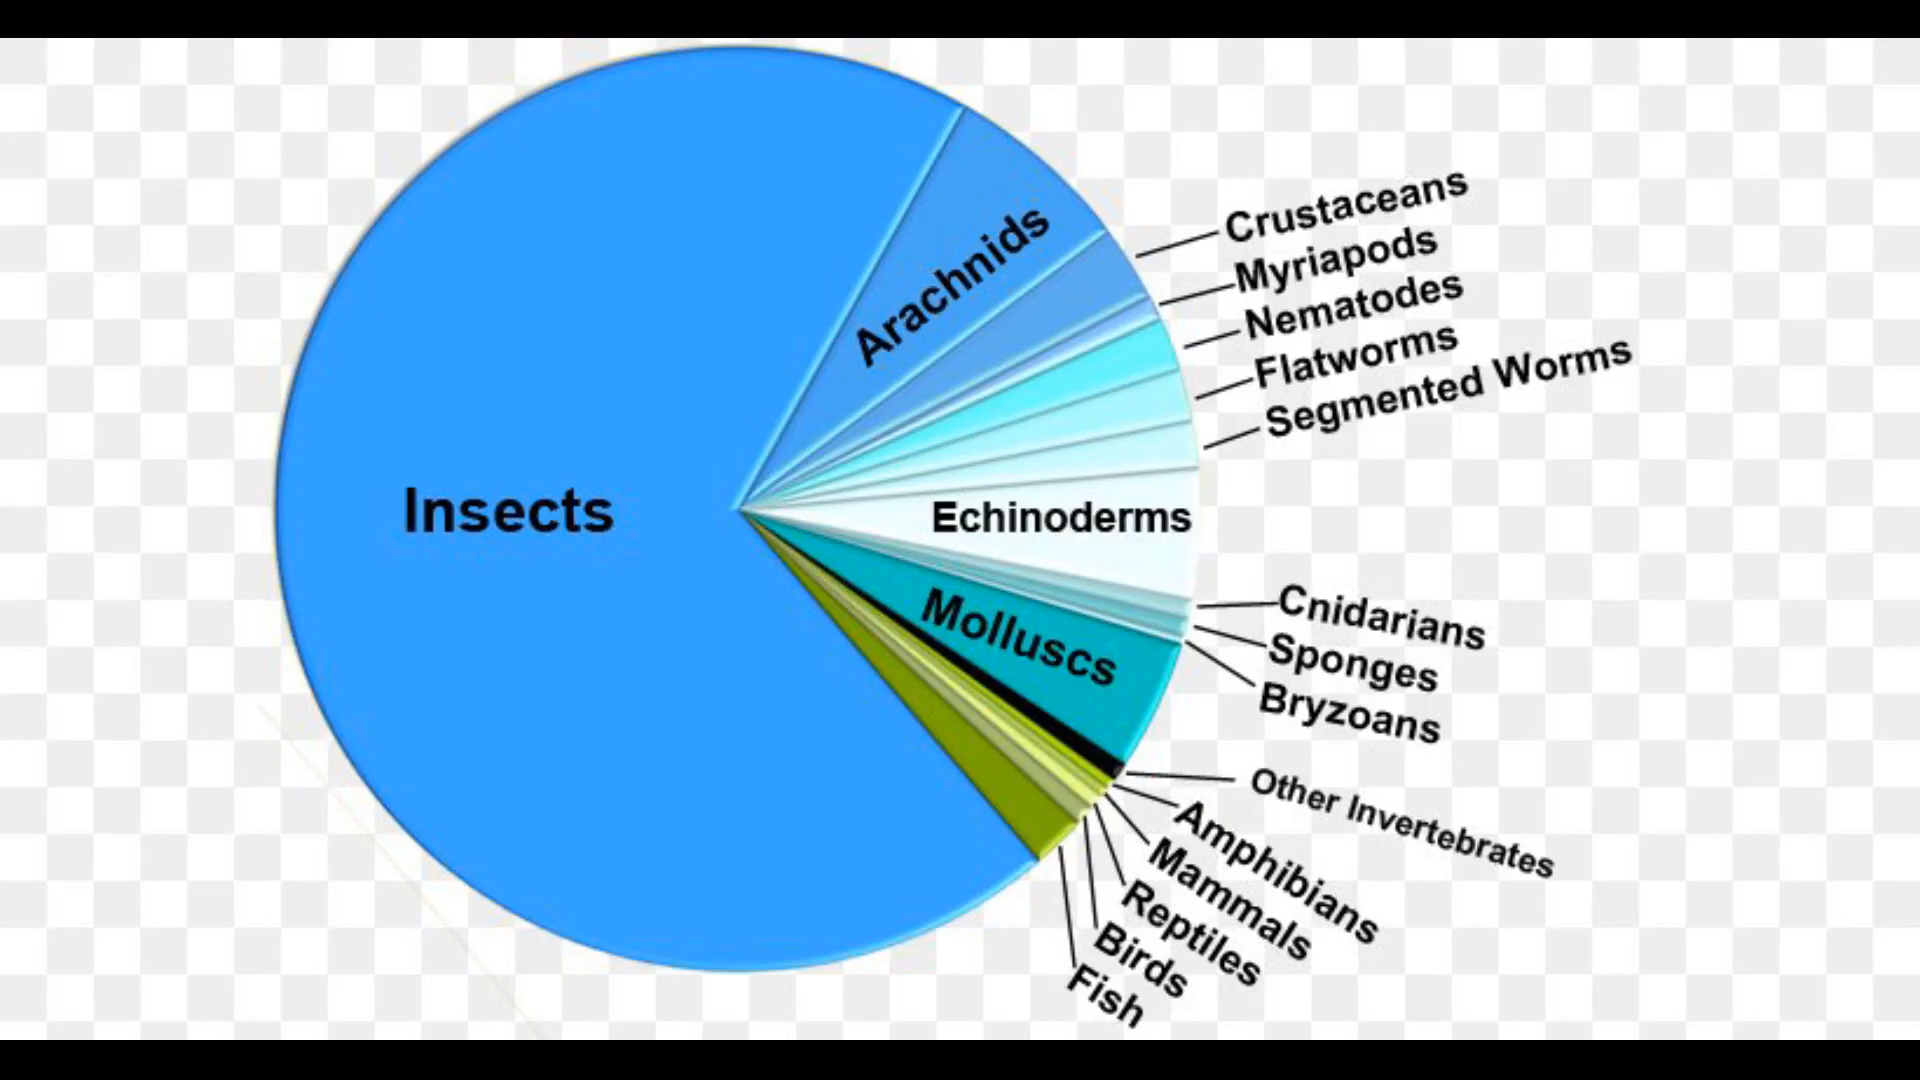 Insects
Arachnids
Crustaceans
Myriapods
Nematodes
Flatworms
Segmented Worms
Echinoderms
Cnidarians
Sponges
Bryzoans
Molluscs
Other Invertebrates
Amphibians
Mammals
Reptiles
Birds
Fish